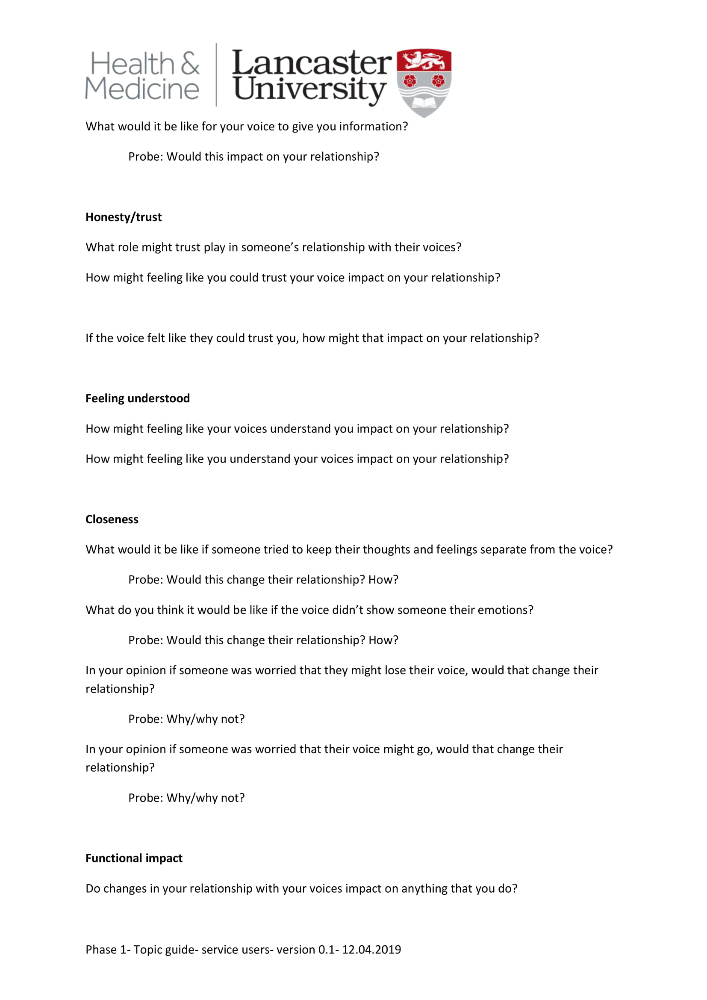 Health &
Medicine
Lancaster
University
What would it be like for your voice to give you information?
Probe: Would this impact on your relationship?
Honesty/trust
What role might trust play in someone’s relationship with their voices?
How might feeling like you could trust your voice impact on your relationship?
If the voice felt like they could trust you, how might that impact on your relationship?
Feeling understood
How might feeling like your voices understand you impact on your relationship?
How might feeling like you understand your voices impact on your relationship?
Closeness
What would it be like if someone tried to keep their thoughts and feelings separate from the voice?
Probe: Would this change their relationship? How?
What do you think it would be like if the voice didn’t show someone their emotions?
Probe: Would this change their relationship? How?
In your opinion if someone was worried that they might lose their voice, would that change their
relationship?
Probe: Why/why not?
In your opinion if someone was worried that their voice might go, would that change their
relationship?
Probe: Why/why not?
Functional impact
Do changes in your relationship with your voices impact on anything that you do?
Phase 1- Topic guide- service users- version 0.1- 12.04.2019